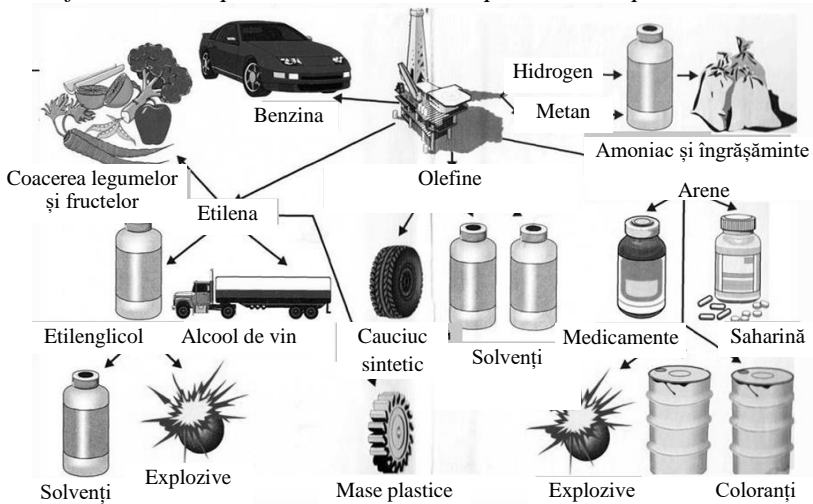 Hidrogen
Metan
Benzina
Amoniac și îngrășăminte
Coacerea legumelor
și fructelor
Olefine
Arene
Etilena
Etilenglicol
Alcool de vin
Cauciuc
sintetic
Solvenți
Medicamente
Saharină
Solvenți
Explozive
Mase plastice
Explozive
Coloranți